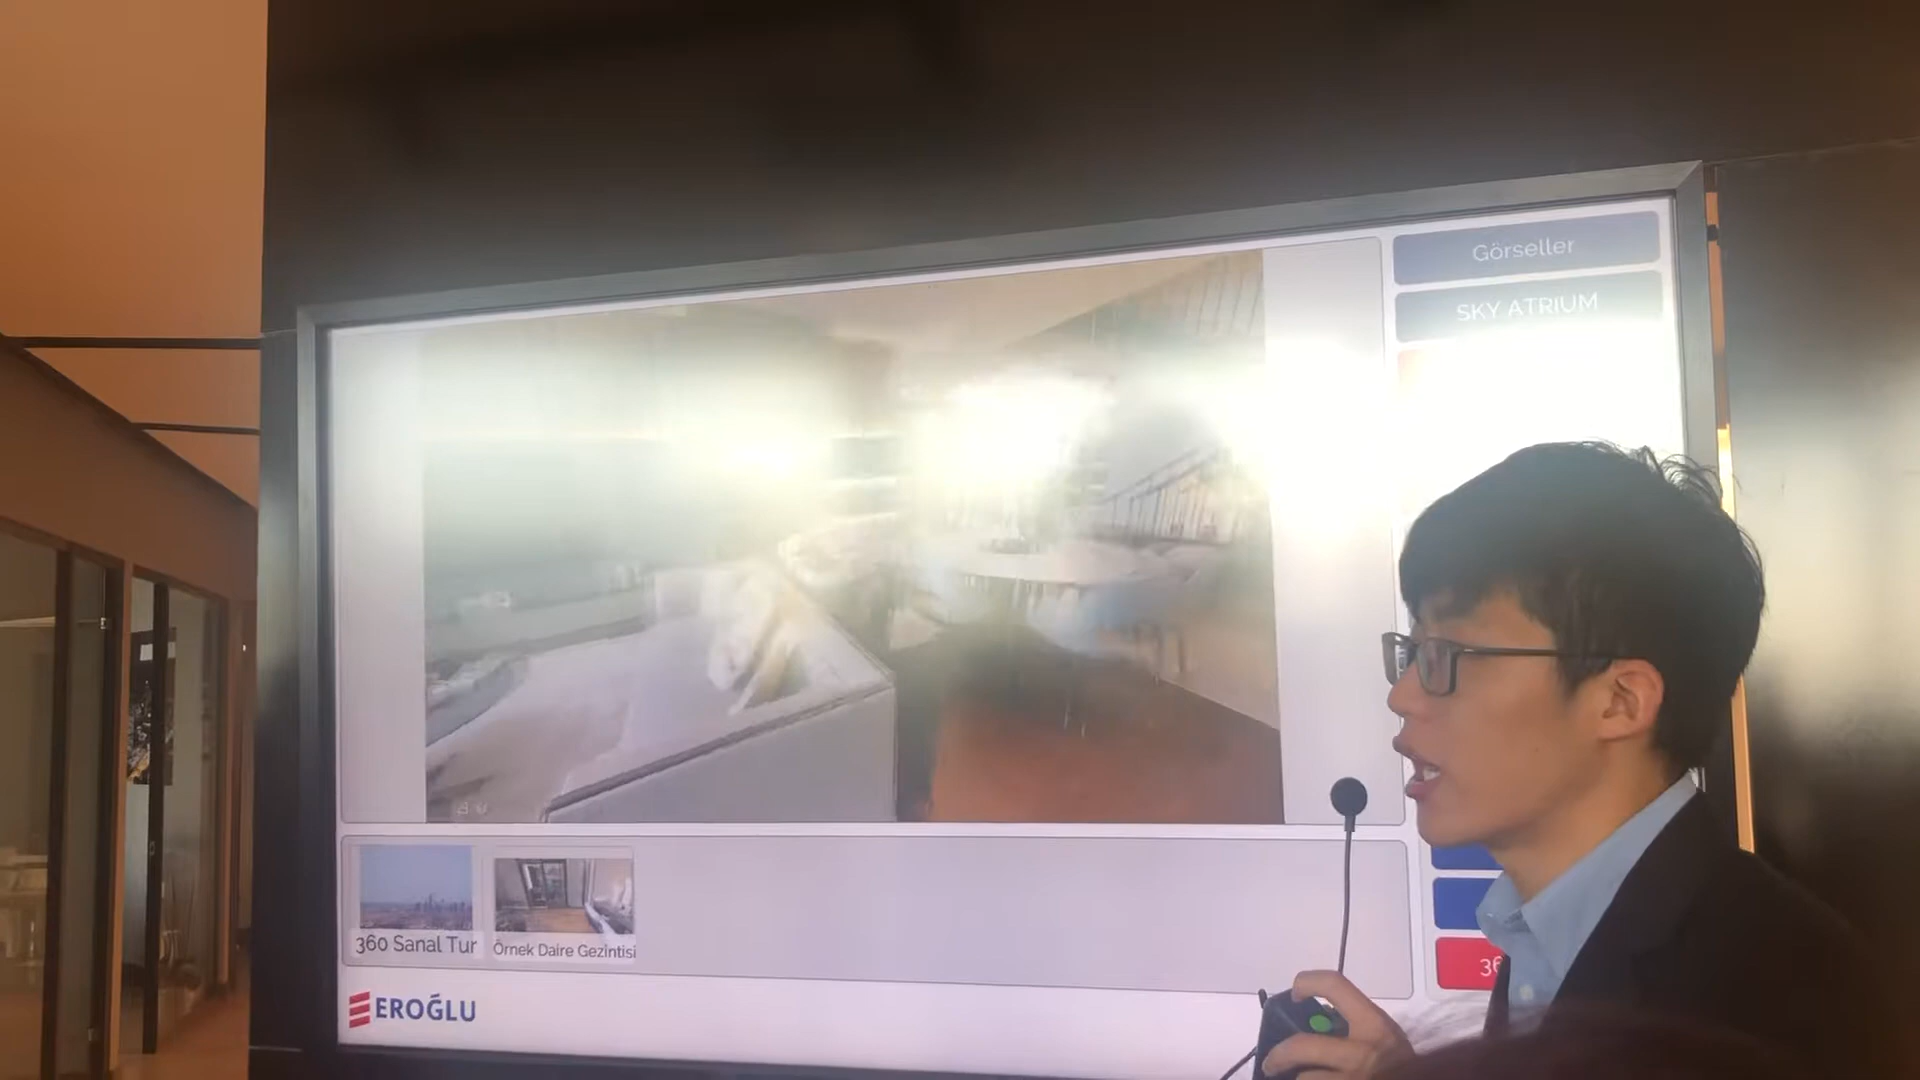 Görseller
SKY ATRIUM
360 Sanal Tur
Örnek Daire Gezintisi
EROĞLU